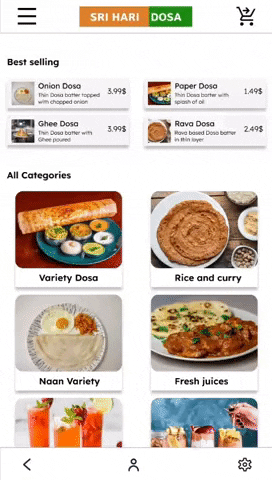 SRI HARI DOSA
Best selling
Onion Dosa
Thin Dosa batter topped
with chopped onion
3.99$
Paper Dosa
Thin Dosa batter with
splash of oil
1.49$
Ghee Dosa
Thin Dosa batter with
Ghee poured
3.99$
Rava Dosa
Rava based Dosa batter
in thin layer
2.49$
All Categories
Variety Dosa
Rice and curry
Naan Variety
Fresh juices